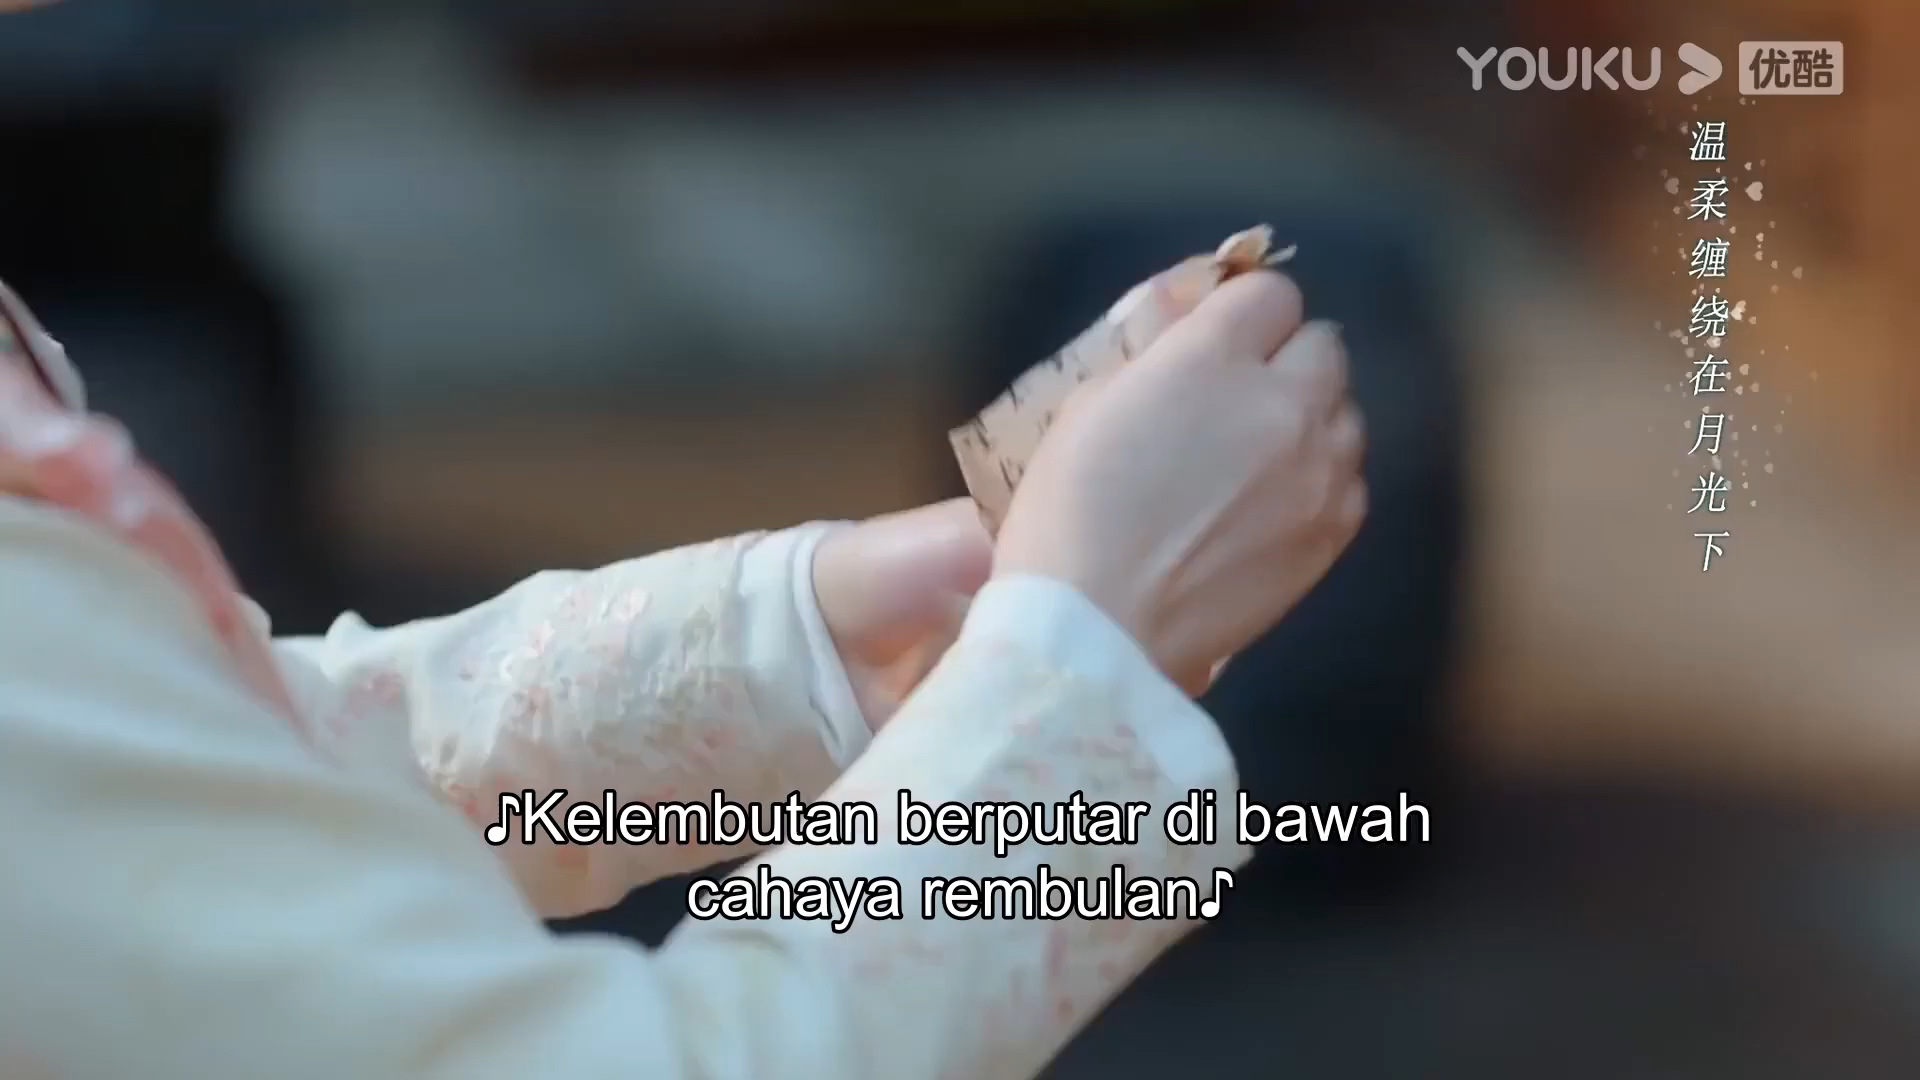 YOUKU 优酷
温柔缠绕在月光下
♪Kelembutan berputar di bawah
cahaya rembulan♪